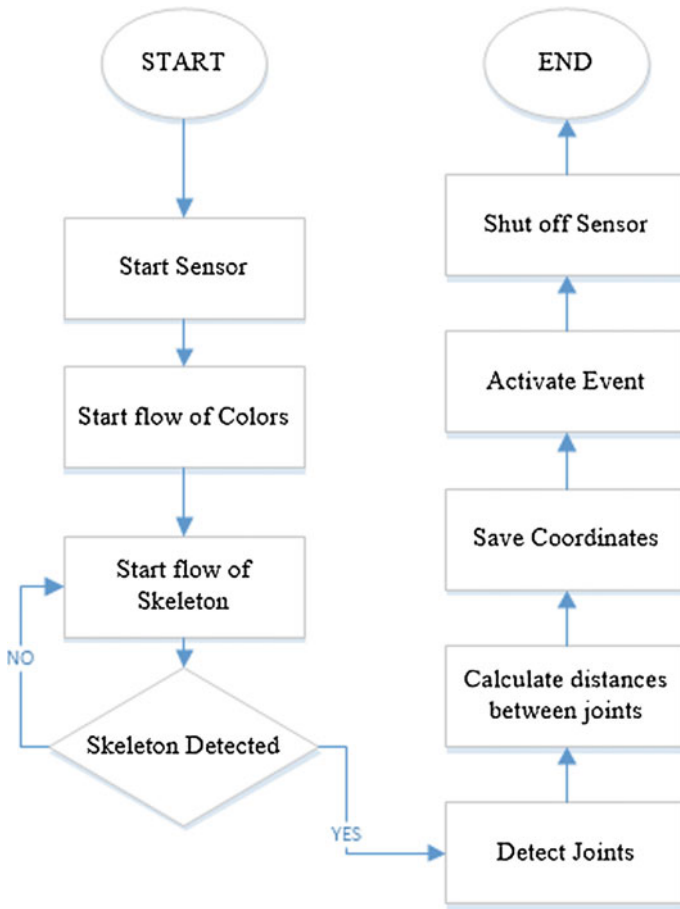 START
Start Sensor
Start flow of Colors
Start flow of
Skeleton
NO
Skeleton Detected
YES
Detect Joints
Calculate distances
between joints
Save Coordinates
Activate Event
Shut off Sensor
END